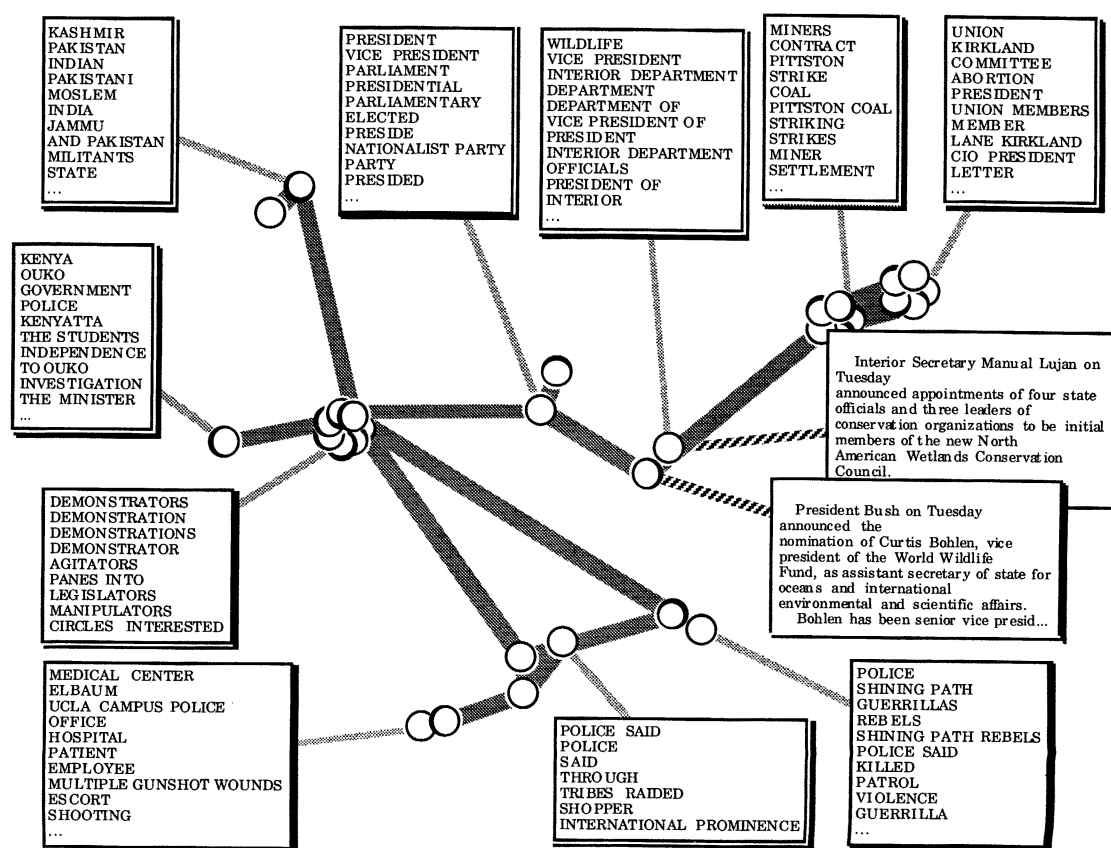 KASHMIR
PAKISTAN
INDIAN
PAKISTANI
MOSLEM
INDIA
JAMMU
AND PAKISTAN
MILITANTS
STATE
...
PRESIDENT
VICE PRESIDENT
PARLIAMENT
PRESIDENTIAL
PARLIAMENTARY
ELECTED
PRESIDE
NATIONALIST PARTY
PARTY
PRESIDED
...
WILDLIFE
VICE PRESIDENT
INTERIOR DEPARTMENT
DEPARTMENT
DEPARTMENT OF
VICE PRESIDENT OF
PRESIDENT
INTERIOR DEPARTMENT
OFFICIALS
PRESIDENT OF
INTERIOR
...
MINERS
CONTRACT
PITTSTON
STRIKE
COAL
PITTSTON COAL
STRIKING
STRIKES
MINER
SETTLEMENT
...
UNION
KIRKLAND
COMMITTEE
ABORTION
PRESIDENT
UNION MEMBERS
MEMBER
LANE KIRKLAND
CIO PRESIDENT
LETTER
...
KENYA
OUKO
GOVERNMENT
POLICE
KENYATTA
THE STUDENTS
INDEPENDENCE
TO OUKO
INVESTIGATION
THE MINISTER
...
Interior Secretary Manual Lujan on
Tuesday
announced appointments of four state
officials and three leaders of
conservation organizations to be initial
members of the new North
American Wetlands Conservation
Council.
President Bush on Tuesday
announced the
nomination of Curtis Bohlen, vice
president of the World Wildlife
Fund, as assistant secretary of state for
oceans and international
environmental and scientific affairs.
Bohlen has been senior vice presid...
DEMONSTRATORS
DEMONSTRATION
DEMONSTRATIONS
DEMONSTRATOR
AGITATORS
PANES INTO
LEGISLATORS
MANIPULATORS
CIRCLES INTERESTED
MEDICAL CENTER
ELBAUM
UCLA CAMPUS POLICE
OFFICE
HOSPITAL
PATIENT
EMPLOYEE
MULTIPLE GUNSHOT WOUNDS
ESCORT
SHOOTING
...
POLICE SAID
POLICE
SAID
THROUGH
TRIBES RAIDED
SHOPPER
INTERNATIONAL PROMINENCE
POLICE
SHINING PATH
GUERRILLAS
REBELS
SHINING PATH REBELS
POLICE SAID
KILLED
PATROL
VIOLENCE
GUERRILLA
...